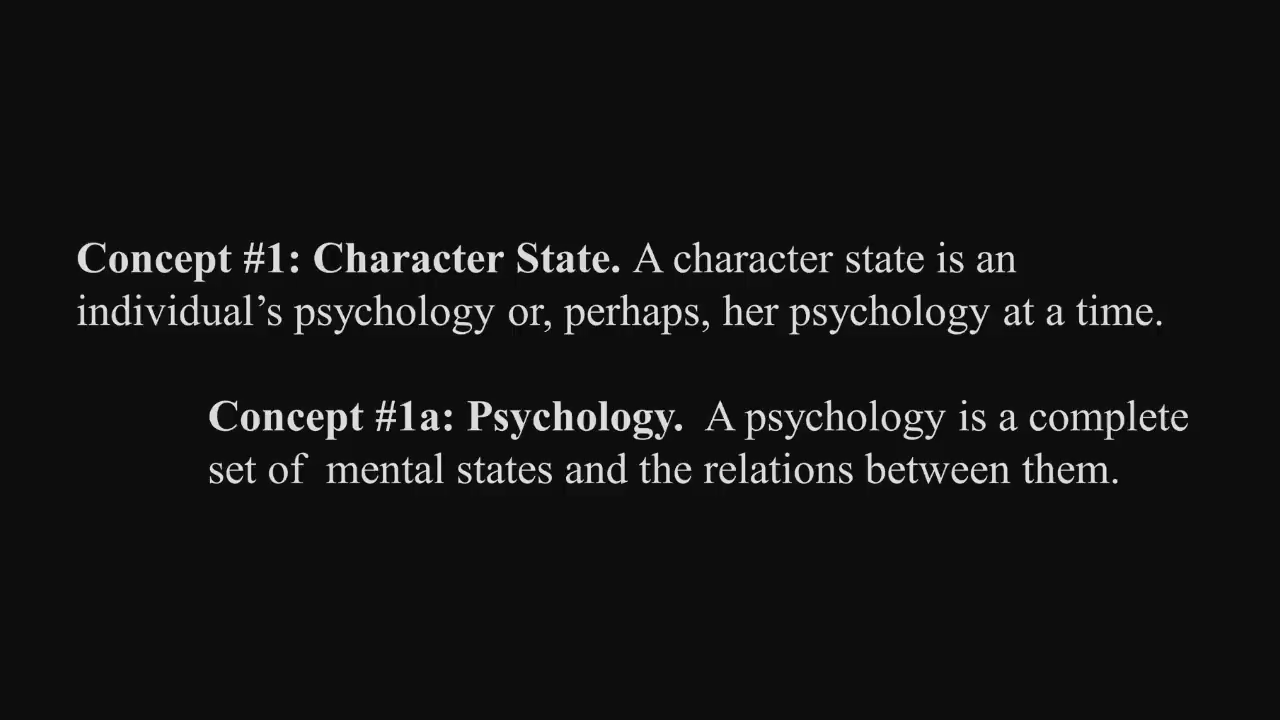 Concept #1: Character State. A character state is an
individual’s psychology or, perhaps, her psychology at a time.
Concept #1a: Psychology. A psychology is a complete
set of mental states and the relations between them.